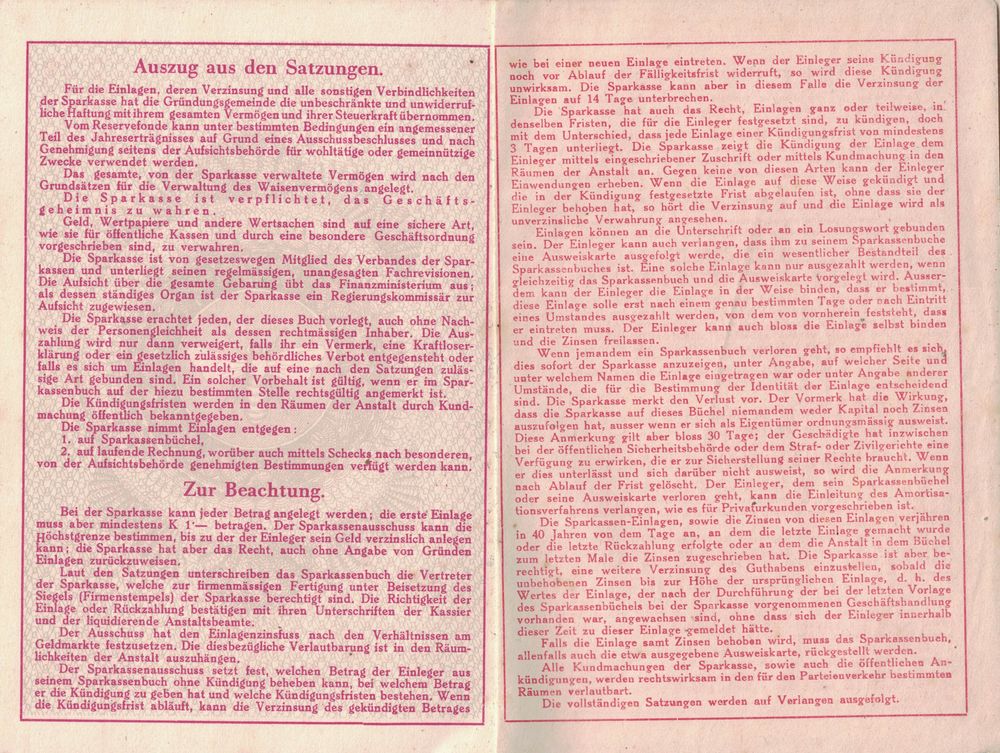 Auszug aus den Satzungen.
Für die Einlagen, deren Verzinsung und alle sonstigen Verbindlichkeiten
der Sparkasse hat die Gründungsgemeinde die unbeschränkte und unwiderruf-
liche Haftung mit ihrem gesamten Vermögen und ihrer Steuerkraft übernommen.
Vom Reservefonde kann unter bestimmten Bedingungen ein angemessener
Teil des Jahreserträgnisses auf Grund eines Ausschussbeschlusses und nach
Genehmigung seitens der Aufsichtsbehörde für wohltätige oder gemeinnützige
Zwecke verwendet werden.
Das gesamte, von der Sparkasse verwaltete Vermögen wird nach den
Grundsätzen für die Verwaltung des Waisenvermögens angelegt.
Die Sparkasse ist verpflichtet, das Geschäfts-
geheimnis zu wahren.
Geld, Wertpapiere und andere Wertsachen sind auf eine sichere Art,
wie sie für öffentliche Kassen und durch eine besondere Geschäftsordnung
vorgeschrieben sind, zu verwahren.
Die Sparkasse ist von gesetzeswegen Mitglied des Verbandes der Spar-
kassen und unterliegt seinen regelmässigen, unangesagten Fachrevisionen.
Die Aufsicht über die gesamte Gebarung übt das Finanzministerium aus;
als dessen ständiges Organ ist der Sparkasse ein Regierungskommissär zur
Aufsicht zugewiesen.
Die Sparkasse erachtet jeden, der dieses Buch vorlegt, auch ohne Nach-
weis der Personengleichheit als dessen rechtmässigen Inhaber. Die Aus-
zahlung wird nur dann verweigert, falls ihr ein Vermerk, eine Kraftloser-
klärung oder ein gesetzlich zulässiges behördliches Verbot entgegensteht oder
falls es sich um Einlagen handelt, die auf eine nach den Satzungen zuläs-
sige Art gebunden sind. Ein solcher Vorbehalt ist gültig, wenn er im Spar-
kassenbuch auf der hiezu bestimmten Stelle rechtsgültig angemerkt ist.
Die Kündigungsfristen werden in den Räumen der Anstalt durch Kund-
machung öffentlich bekanntgegeben.
Die Sparkasse nimmt Einlagen entgegen:
1. auf Sparkassenbüchel,
2. auf laufende Rechnung, worüber auch mittels Schecks nach besonderen,
von der Aufsichtsbehörde genehmigten Bestimmungen verfügt werden kann.
Zur Beachtung.
Bei der Sparkasse kann jeder Betrag angelegt werden; die erste Einlage
muss aber mindestens K 1·— betragen. Der Sparkassenausschuss kann die
Höchstgrenze bestimmen, bis zu der der Einleger sein Geld verzinslich anlegen
kann; die Sparkasse hat aber das Recht, auch ohne Angabe von Gründen
Einlagen zurückzuweisen.
Laut den Satzungen unterschreiben das Sparkassenbuch die Vertreter
der Sparkasse, welche zur firmenmässigen Fertigung unter Beisetzung des
Siegels (Firmenstempels) der Sparkasse berechtigt sind. Die Richtigkeit der
Einlage oder Rückzahlung bestätigen mit ihren Unterschriften der Kassier
und der liquidierende Anstaltsbeamte.
Der Ausschuss hat den Einlagenzinsfuss nach den Verhältnissen am
Geldmarkte festzusetzen. Die diesbezügliche Verlautbarung ist in den Räum-
lichkeiten der Anstalt auszuhängen.
Der Sparkassenausschuss setzt fest, welchen Betrag der Einleger aus
seinem Sparkassenbuch ohne Kündigung beheben kann, bei welchem Betrag
er die Kündigung zu geben hat und welche Kündigungsfristen bestehen. Wenn
die Kündigungsfrist abläuft, kann die Verzinsung des gekündigten Betrages
wie bei einer neuen Einlage eintreten. Wenn der Einleger seine Kündigung
noch vor Ablauf der Fälligkeitsfrist widerruft, so wird diese Kündigung
unwirksam. Die Sparkasse kann aber in diesem Falle die Verzinsung der
Einlagen auf 14 Tage unterbrechen.
Die Sparkasse hat auch das Recht, Einlagen ganz oder teilweise, in
denselben Fristen, die für die Einleger festgesetzt sind, zu kündigen, doch
mit dem Unterschied, dass jede Einlage einer Kündigungsfrist von mindestens
3 Tagen unterliegt. Die Sparkasse zeigt die Kündigung der Einlage dem
Einleger mittels eingeschriebener Zuschrift oder mittels Kundmachung in den
Räumen der Anstalt an. Gegen keine von diesen Arten kann der Einleger
Einwendungen erheben. Wenn die Einlage auf diese Weise gekündigt und
die in der Kündigung festgesetzte Frist abgelaufen ist, ohne dass sie der
Einleger behoben hat, so hört die Verzinsung auf und die Einlage wird als
unverzinsliche Verwahrung angesehen.
Einlagen können an die Unterschrift oder an ein Losungswort gebunden
sein. Der Einleger kann auch verlangen, dass ihm zu seinem Sparkassenbuche
eine Ausweiskarte ausgefolgt werde, die ein wesentlicher Bestandteil des
Sparkassenbuches ist. Eine solche Einlage kann nur ausgezahlt werden, wenn
gleichzeitig das Sparkassenbuch und die Ausweiskarte vorgelegt wird. Ausser-
dem kann der Einleger die Einlage in der Weise binden, dass er bestimmt,
diese Einlage solle erst nach einem genau bestimmten Tage oder nach Eintritt
eines Umstandes ausgezahlt werden, von dem von vornherein feststeht, dass
er eintreten muss. Der Einleger kann auch bloss die Einlage selbst binden
und die Zinsen freilassen.
Wenn jemandem ein Sparkassenbuch verloren geht, so empfiehlt es sich,
dies sofort der Sparkasse anzuzeigen, unter Angabe, auf welcher Seite und
unter welchem Namen die Einlage eingetragen war oder unter Angabe anderer
Umstände, die für die Bestimmung der Identität der Einlage entscheidend
sind. Die Sparkasse merkt den Verlust vor. Der Vormerk hat die Wirkung,
dass die Sparkasse auf dieses Büchel niemandem weder Kapital noch Zinsen
auszufolgen hat, ausser wenn er sich als Eigentümer ordnungsmässig ausweist.
Diese Anmerkung gilt aber bloss 30 Tage; der Geschädigte hat inzwischen
bei der öffentlichen Sicherheitsbehörde oder dem Straf- oder Zivilgerichte eine
Verfügung zu erwirken, die er zur Sicherstellung seiner Rechte braucht. Wenn
er dies unterlässt und sich darüber nicht ausweist, so wird die Anmerkung
nach Ablauf der Frist gelöscht. Der Einleger, dem sein Sparkassenbüchel
oder seine Ausweiskarte verloren geht, kann die Einleitung des Amortisa-
tionsverfahrens verlangen, wie es für Privaturkunden vorgeschrieben ist.
Die Sparkassen-Einlagen, sowie die Zinsen von diesen Einlagen verjähren
in 40 Jahren von dem Tage an, an dem die letzte Einlage gemacht wurde
oder die letzte Rückzahlung erfolgte oder an dem die Anstalt in dem Büchel
zum letzten Male die Zinsen zugeschrieben hat. Die Sparkasse ist aber be-
rechtigt, eine weitere Verzinsung des Guthabens einzustellen, sobald die
unbehobenen Zinsen bis zur Höhe der ursprünglichen Einlage, d. h. des
Wertes der Einlage, der nach der Durchführung der bei der letzten Vorlage
des Sparkassenbüchels bei der Sparkasse vorgenommenen Geschäftshandlung
vorhanden war, angewachsen sind, ohne dass sich der Einleger innerhalb
dieser Zeit zu dieser Einlage gemeldet hätte.
Falls die Einlage samt Zinsen behoben wird, muss das Sparkassenbuch,
allenfalls auch die etwa ausgegebene Ausweiskarte, rückgestellt werden.
Alle Kundmachungen der Sparkasse, sowie auch die öffentlichen An-
kündigungen, werden rechtswirksam in den für den Parteienverkehr bestimmten
Räumen verlautbart.
Die vollständigen Satzungen werden auf Verlangen ausgefolgt.